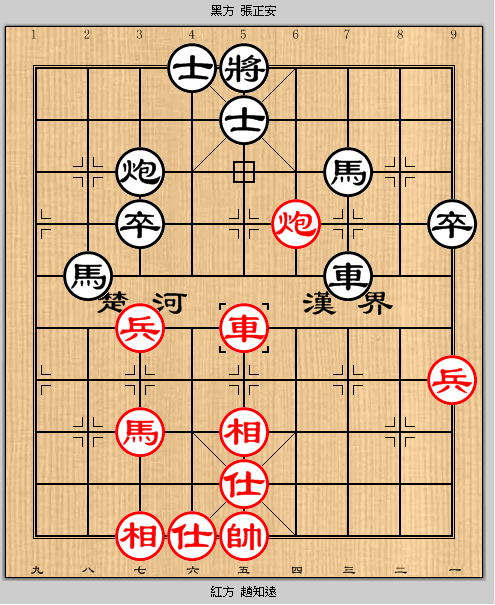 黑方 張正安
1 2 3 4 5 6 7 8 9
士 將
士
炮 馬
卒 炮 卒
馬 車
楚 河 漢 界
兵 車
兵
馬 相
仕
相 仕 帥
九 八 七 六 五 四 三 二 一
紅方 趙知遠